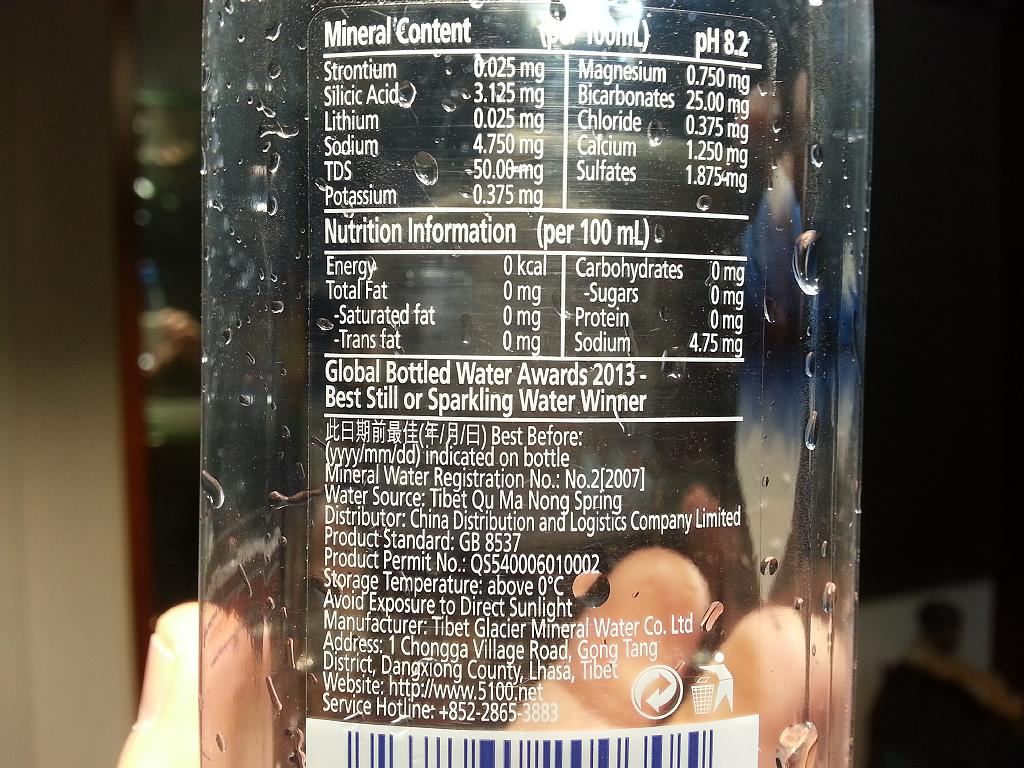 Mineral Content (per 100mL) pH 8.2
Strontium 0.025 mg
Silicic Acid 3.125 mg
Lithium 0.025 mg
Sodium 4.750 mg
TDS 50.00 mg
Potassium 0.375 mg
Magnesium 0.750 mg
Bicarbonates 25.00 mg
Chloride 0.375 mg
Calcium 1.250 mg
Sulfates 1.875 mg
Nutrition Information (per 100 mL)
Energy 0 kcal
Total Fat 0 mg
-Saturated fat 0 mg
-Trans fat 0 mg
Carbohydrates 0 mg
-Sugars 0 mg
Protein 0 mg
Sodium 4.75 mg
Global Bottled Water Awards 2013 -
Best Still or Sparkling Water Winner
此日期前最佳(年/月/日) Best Before:
(yyyy/mm/dd) indicated on bottle
Mineral Water Registration No.: No.2[2007]
Water Source: Tibet Qu Ma Nong Spring
Distributor: China Distribution and Logistics Company Limited
Product Standard: GB 8537
Product Permit No.: QS540006010002
Storage Temperature: above 0°C
Avoid Exposure to Direct Sunlight
Manufacturer: Tibet Glacier Mineral Water Co. Ltd
Address: 1 Chongga Village Road, Gong Tang
District, Dangxiong County, Lhasa, Tibet
Website: http://www.5100.net
Service Hotline: +852-2865-3883